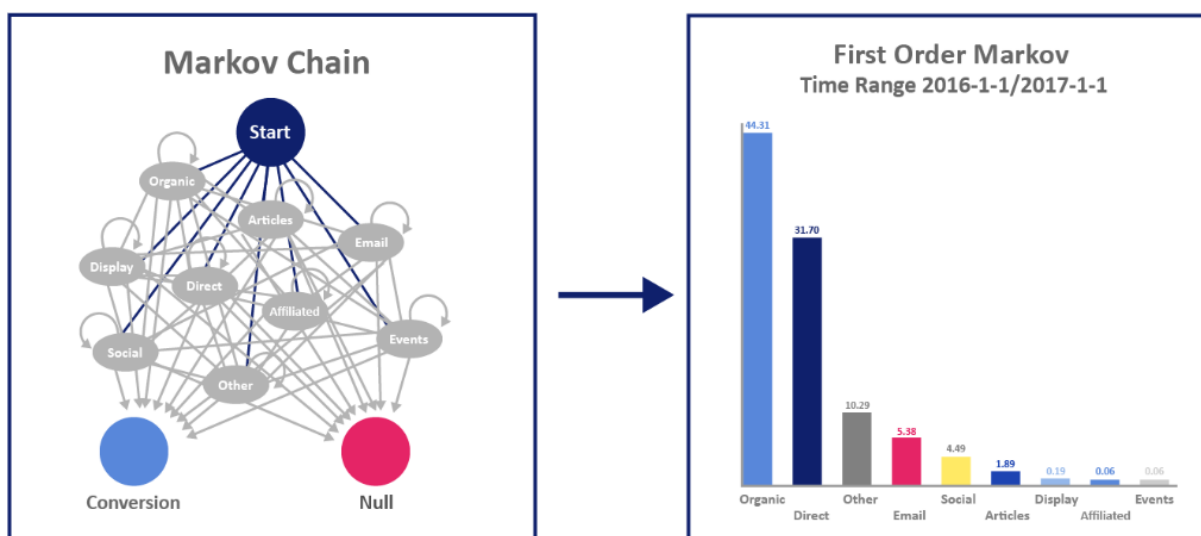 Markov Chain
Start
Organic
Articles
Email
Display
Direct
Affiliated
Social
Events
Other
Conversion
Null
First Order Markov
Time Range 2016-1-1/2017-1-1
44.31
31.70
10.29
5.38
4.49
1.89
0.19
0.06
0.06
Organic
Direct
Other
Email
Social
Articles
Display
Affiliated
Events